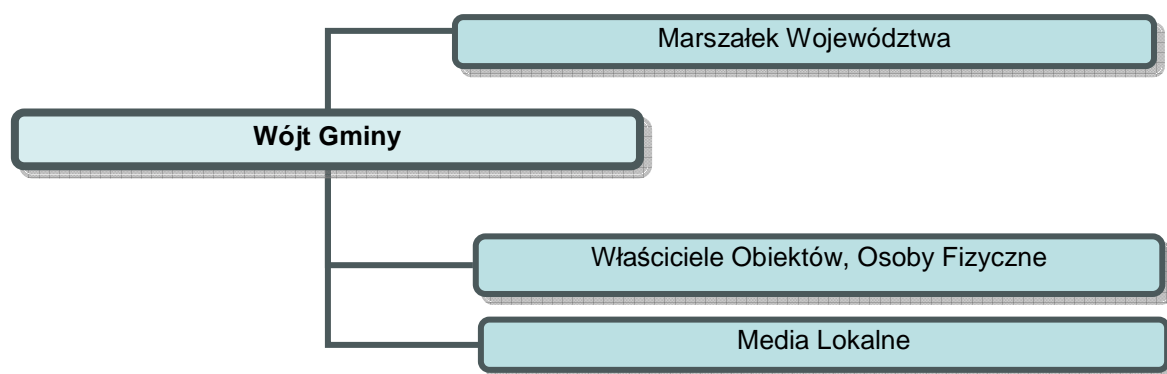 Marszałek Województwa
Wójt Gminy
Właściciele Obiektów, Osoby Fizyczne
Media Lokalne